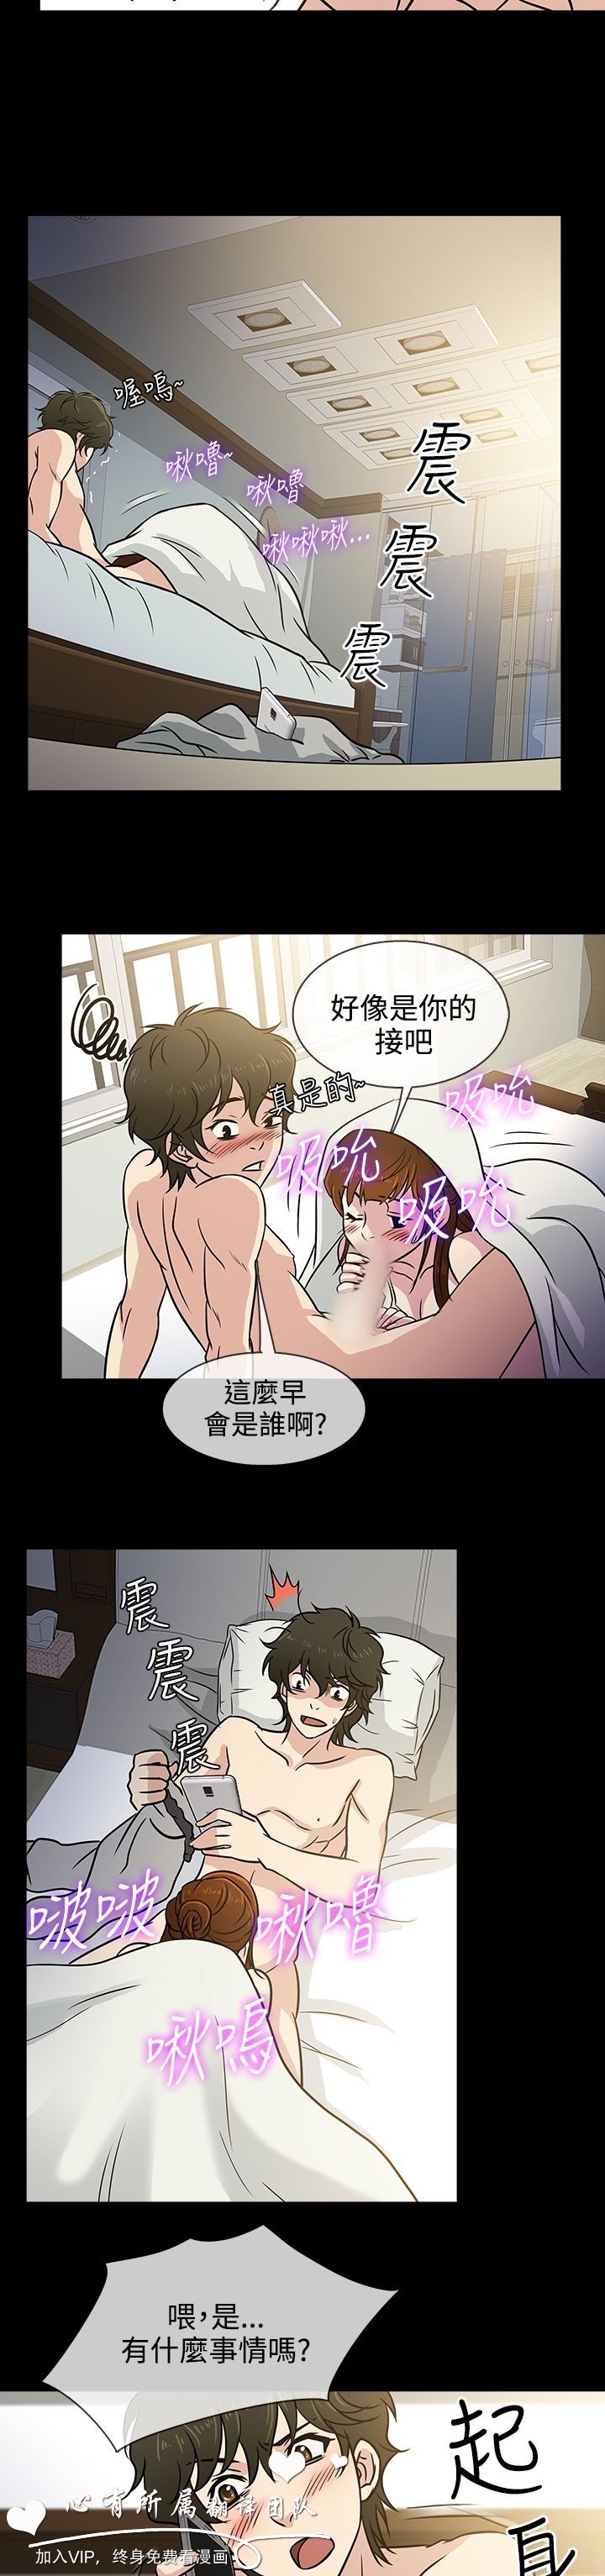 喔嗚~
啾嚕~
啾嚕
啾啾啾...
震
震
震
好像是你的
接吧
真是的~
吸吮
吸吮
吸吮
這麼早
會是誰啊?
震
震
震
啵啵
啾嚕
啾嗚
喂，是...
有什麼事情嗎?
起
身
心有所属翻译团队
加入VIP，终身免费看漫画